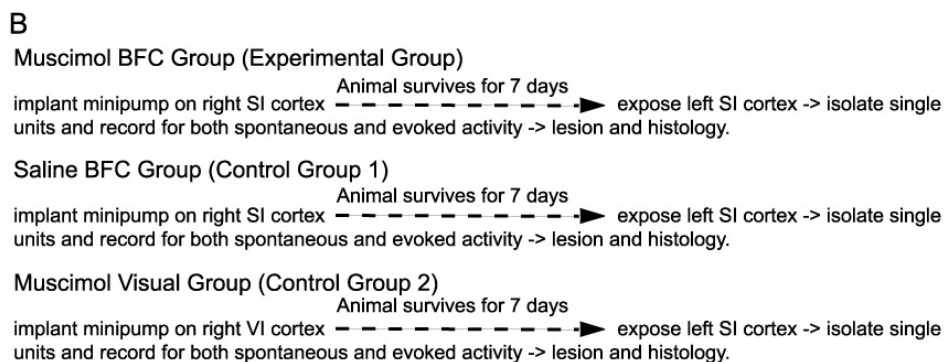 B
Muscimol BFC Group (Experimental Group)
Animal survives for 7 days
implant minipump on right SI cortex expose left SI cortex -> isolate single
units and record for both spontaneous and evoked activity -> lesion and histology.
Saline BFC Group (Control Group 1)
Animal survives for 7 days
implant minipump on right SI cortex expose left SI cortex -> isolate single
units and record for both spontaneous and evoked activity -> lesion and histology.
Muscimol Visual Group (Control Group 2)
Animal survives for 7 days
implant minipump on right VI cortex expose left SI cortex -> isolate single
units and record for both spontaneous and evoked activity -> lesion and histology.